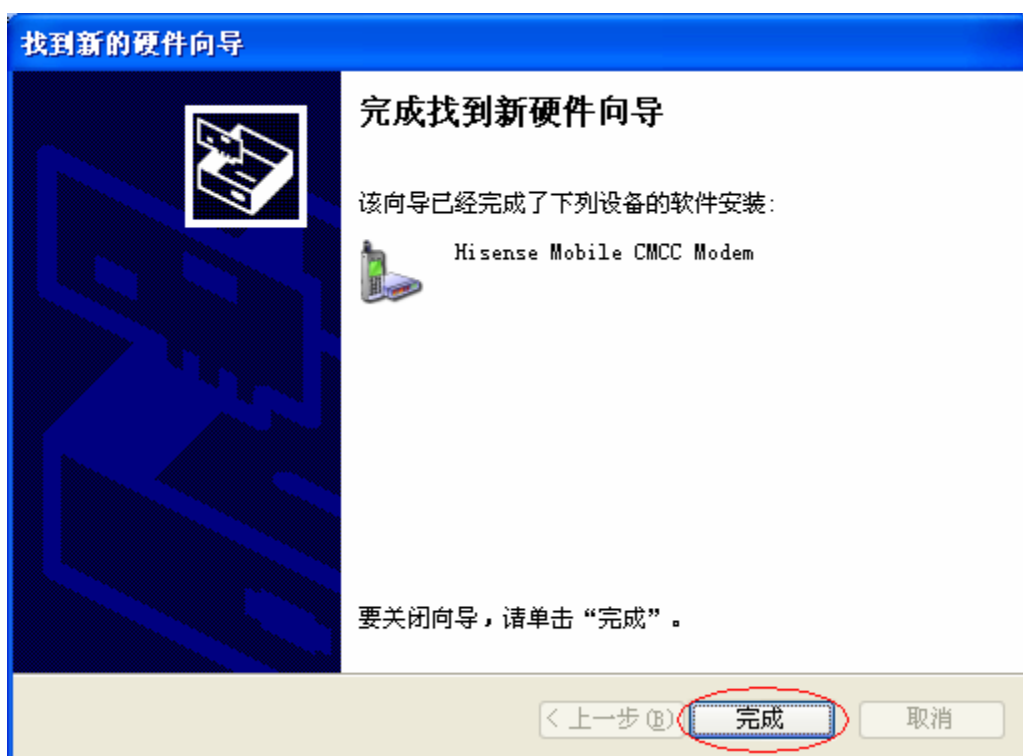 找到新的硬件向导
完成找到新硬件向导
该向导已经完成了下列设备的软件安装:
Hisense Mobile CMCC Modem
要关闭向导，请单击“完成”。
< 上一步(B)
完成
取消